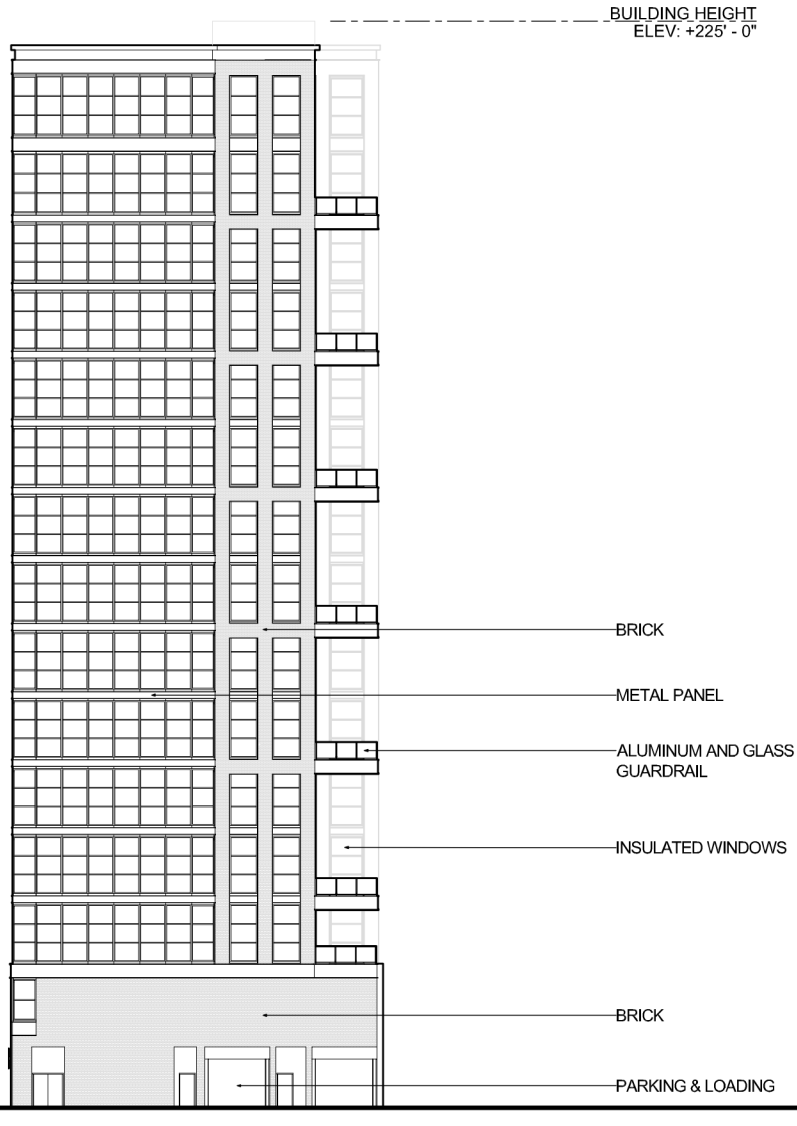 BUILDING HEIGHT
ELEV: +225' - 0"
BRICK
METAL PANEL
ALUMINUM AND GLASS
GUARDRAIL
INSULATED WINDOWS
BRICK
PARKING & LOADING